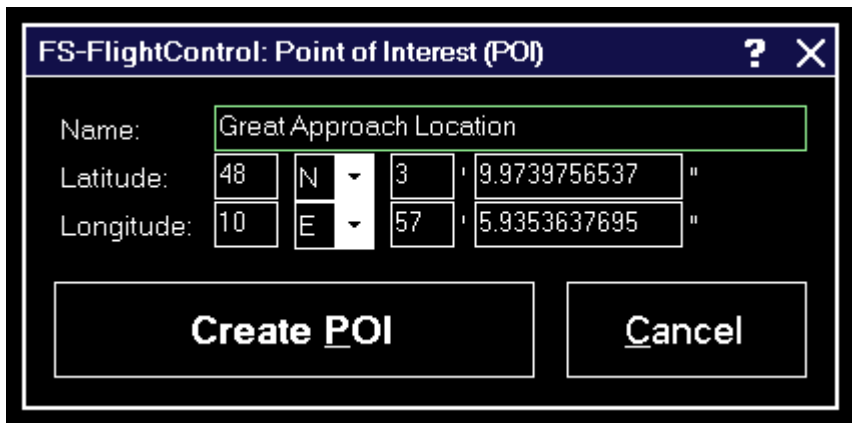 FS-FlightControl: Point of Interest (POI) ? X
Name: Great Approach Location
Latitude: 48 N 3 ' 9.9739756537 "
Longitude: 10 E 57 ' 5.9353637695 "
Create POI Cancel